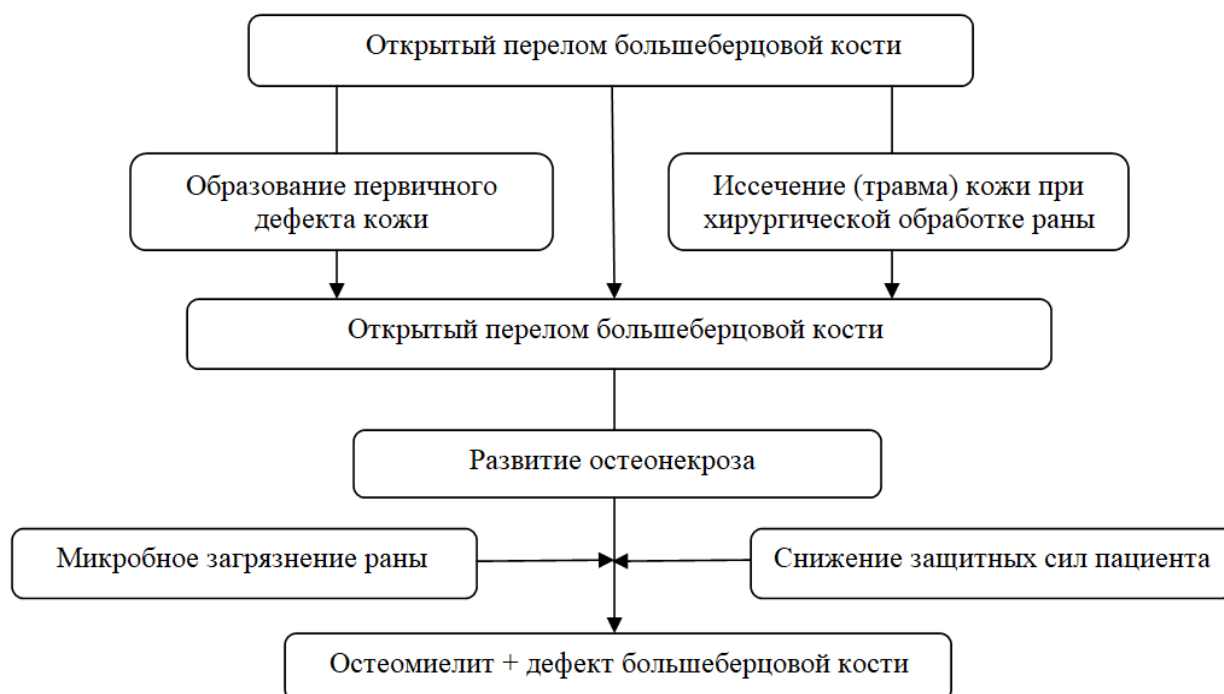 Открытый перелом большеберцовой кости
Образование первичного
дефекта кожи
Иссечение (травма) кожи при
хирургической обработке раны
Открытый перелом большеберцовой кости
Развитие остеонекроза
Микробное загрязнение раны
Снижение защитных сил пациента
Остеомиелит + дефект большеберцовой кости